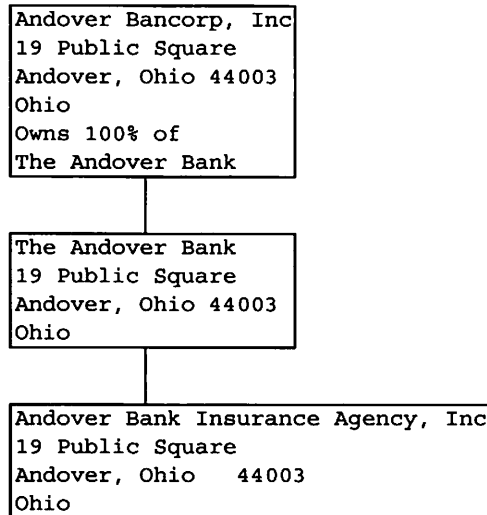 Andover Bancorp, Inc
19 Public Square
Andover, Ohio 44003
Ohio
Owns 100% of
The Andover Bank
The Andover Bank
19 Public Square
Andover, Ohio 44003
Ohio
Andover Bank Insurance Agency, Inc
19 Public Square
Andover, Ohio 44003
Ohio